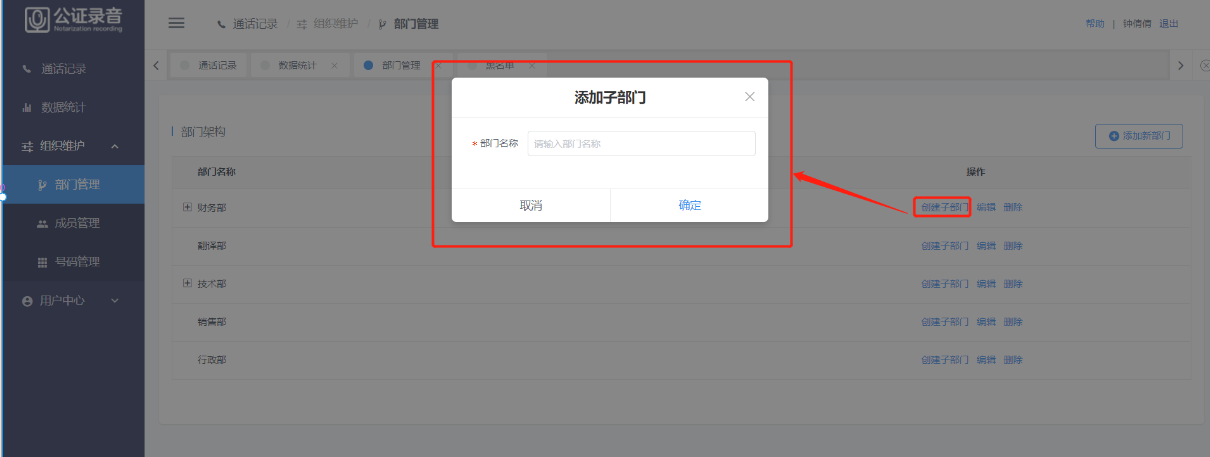 公证录音
Notarization recording
通话记录 / 组织维护 / 部门管理
帮助 | 钟倩倩 退出
通话记录
数据统计
组织维护
部门管理
成员管理
号码管理
用户中心
通话记录 数据统计 部门管理 黑名单
部门架构
添加新部门
部门名称 操作
财务部 创建子部门 编辑 删除
翻译部 创建子部门 编辑 删除
技术部 创建子部门 编辑 删除
销售部 创建子部门 编辑 删除
行政部 创建子部门 编辑 删除
添加子部门
* 部门名称 请输入部门名称
取消 确定